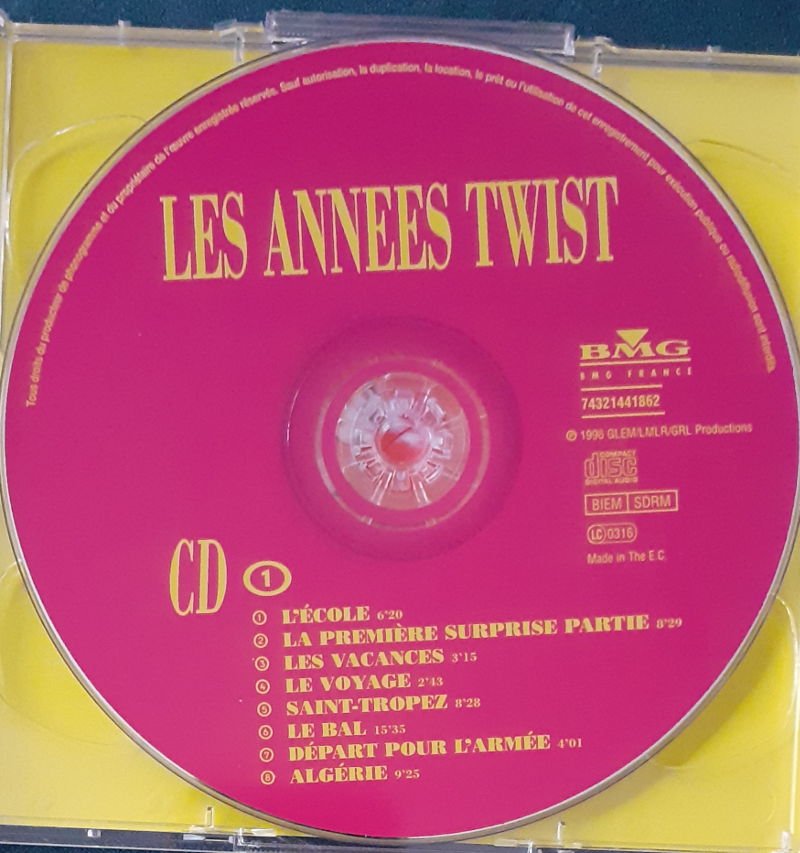 Tous droits du producteur de phonogramme et du propriétaire de l'œuvre enregistrée réservés. Sauf autorisation, la duplication, la location, le prêt ou l'utilisation de cet enregistrement pour exécution publique ou radiodiffusion sont interdits.
LES ANNEES TWIST
BMG
BMG FRANCE
74321441862
℗ 1996 GLEM/LMLR/GRL Productions
COMPACT
disc
DIGITAL AUDIO
BIEM SDRM
LC 0316
Made in The E.C.
CD 1
1 L'ÉCOLE 6'20
2 LA PREMIÈRE SURPRISE PARTIE 8'29
3 LES VACANCES 3'15
4 LE VOYAGE 2'43
5 SAINT-TROPEZ 8'28
6 LE BAL 15'35
7 DÉPART POUR L'ARMÉE 4'01
8 ALGÉRIE 9'25